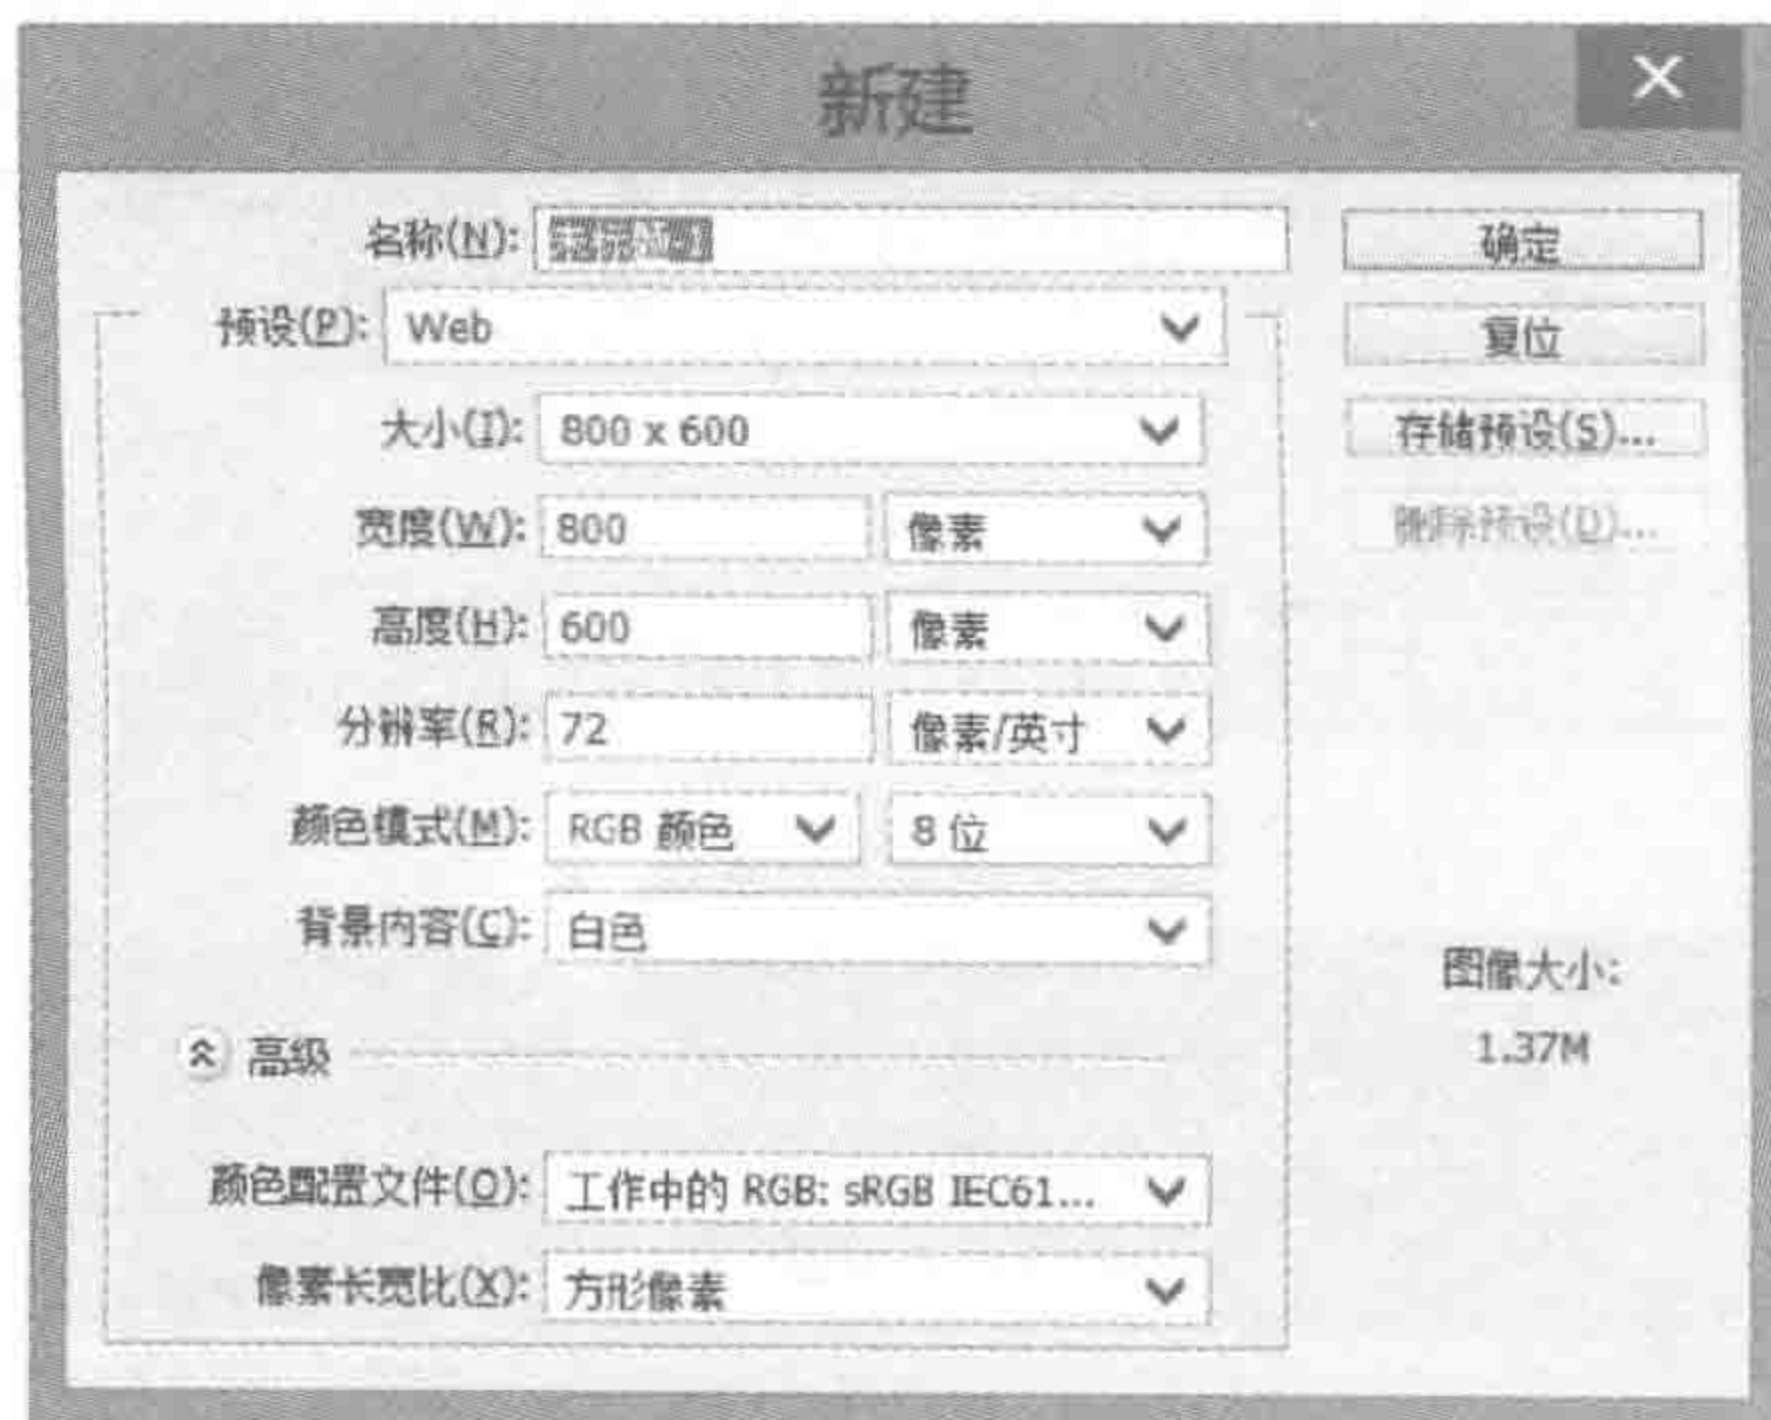 新建
名称(N):
确定
预设(P): Web
复位
大小(I): 800 x 600
存储预设(S)...
宽度(W): 800 像素
删除预设(D)...
高度(H): 600 像素
分辨率(R): 72 像素/英寸
颜色模式(M): RGB 颜色 8 位
背景内容(C): 白色
图像大小:
1.37M
高级
颜色配置文件(O): 工作中的 RGB: sRGB IEC61...
像素长宽比(X): 方形像素